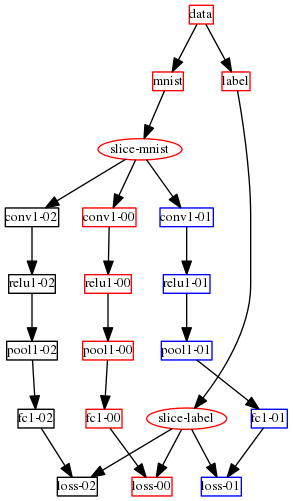 data
mnist
label
slice-mnist
conv1-02
conv1-00
conv1-01
relu1-02
relu1-00
relu1-01
pool1-02
pool1-00
pool1-01
fc1-02
fc1-00
slice-label
fc1-01
loss-02
loss-00
loss-01